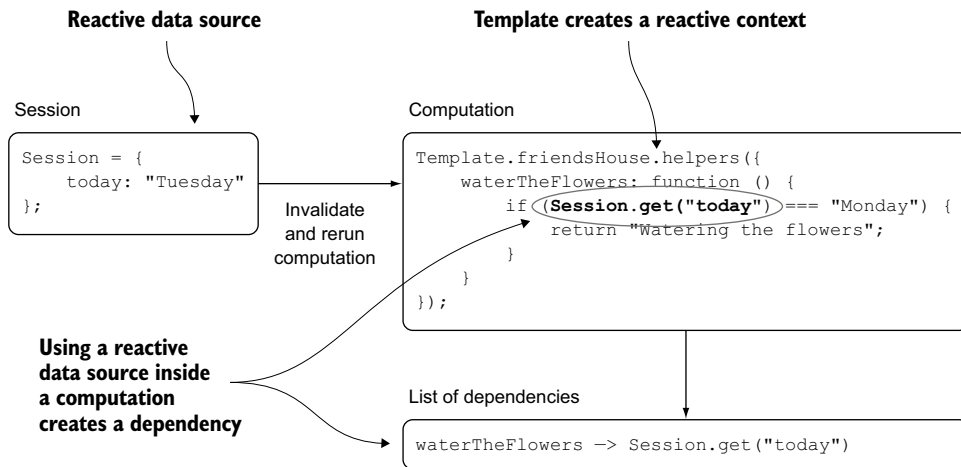 Reactive data source
Template creates a reactive context
Session
Session = {
    today: "Tuesday"
};
Invalidate
and rerun
computation
Computation
Template.friendsHouse.helpers({
    waterTheFlowers: function () {
        if (Session.get("today") === "Monday") {
            return "Watering the flowers";
        }
    }
});
Using a reactive
data source inside
a computation
creates a dependency
List of dependencies
waterTheFlowers —> Session.get("today")